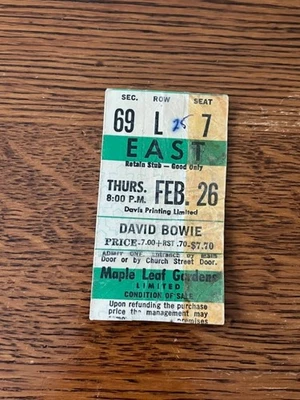 SEC. ROW SEAT
69 L 25 7
EAST
Retain Stub — Good Only
THURS. FEB. 26
8:00 P.M.
Davis Printing Limited
DAVID BOWIE
PRICE-7.00+RST.70-$7.70
ADMIT ONE. Entrance by Main
Door or by Church Street Door.
Maple Leaf Gardens
LIMITED
CONDITION OF SALE
Upon refunding the purchase
price the management may